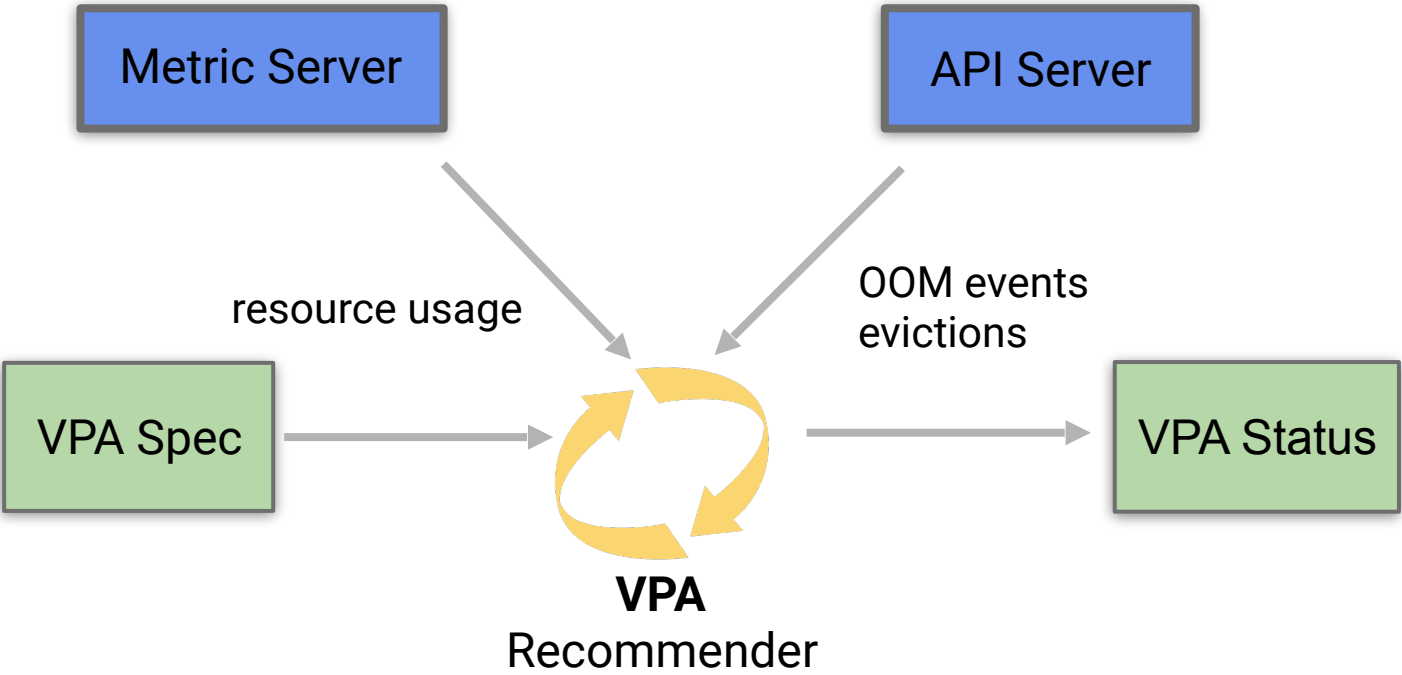 Metric Server
API Server
resource usage
OOM events
evictions
VPA Spec
VPA Status
VPA
Recommender